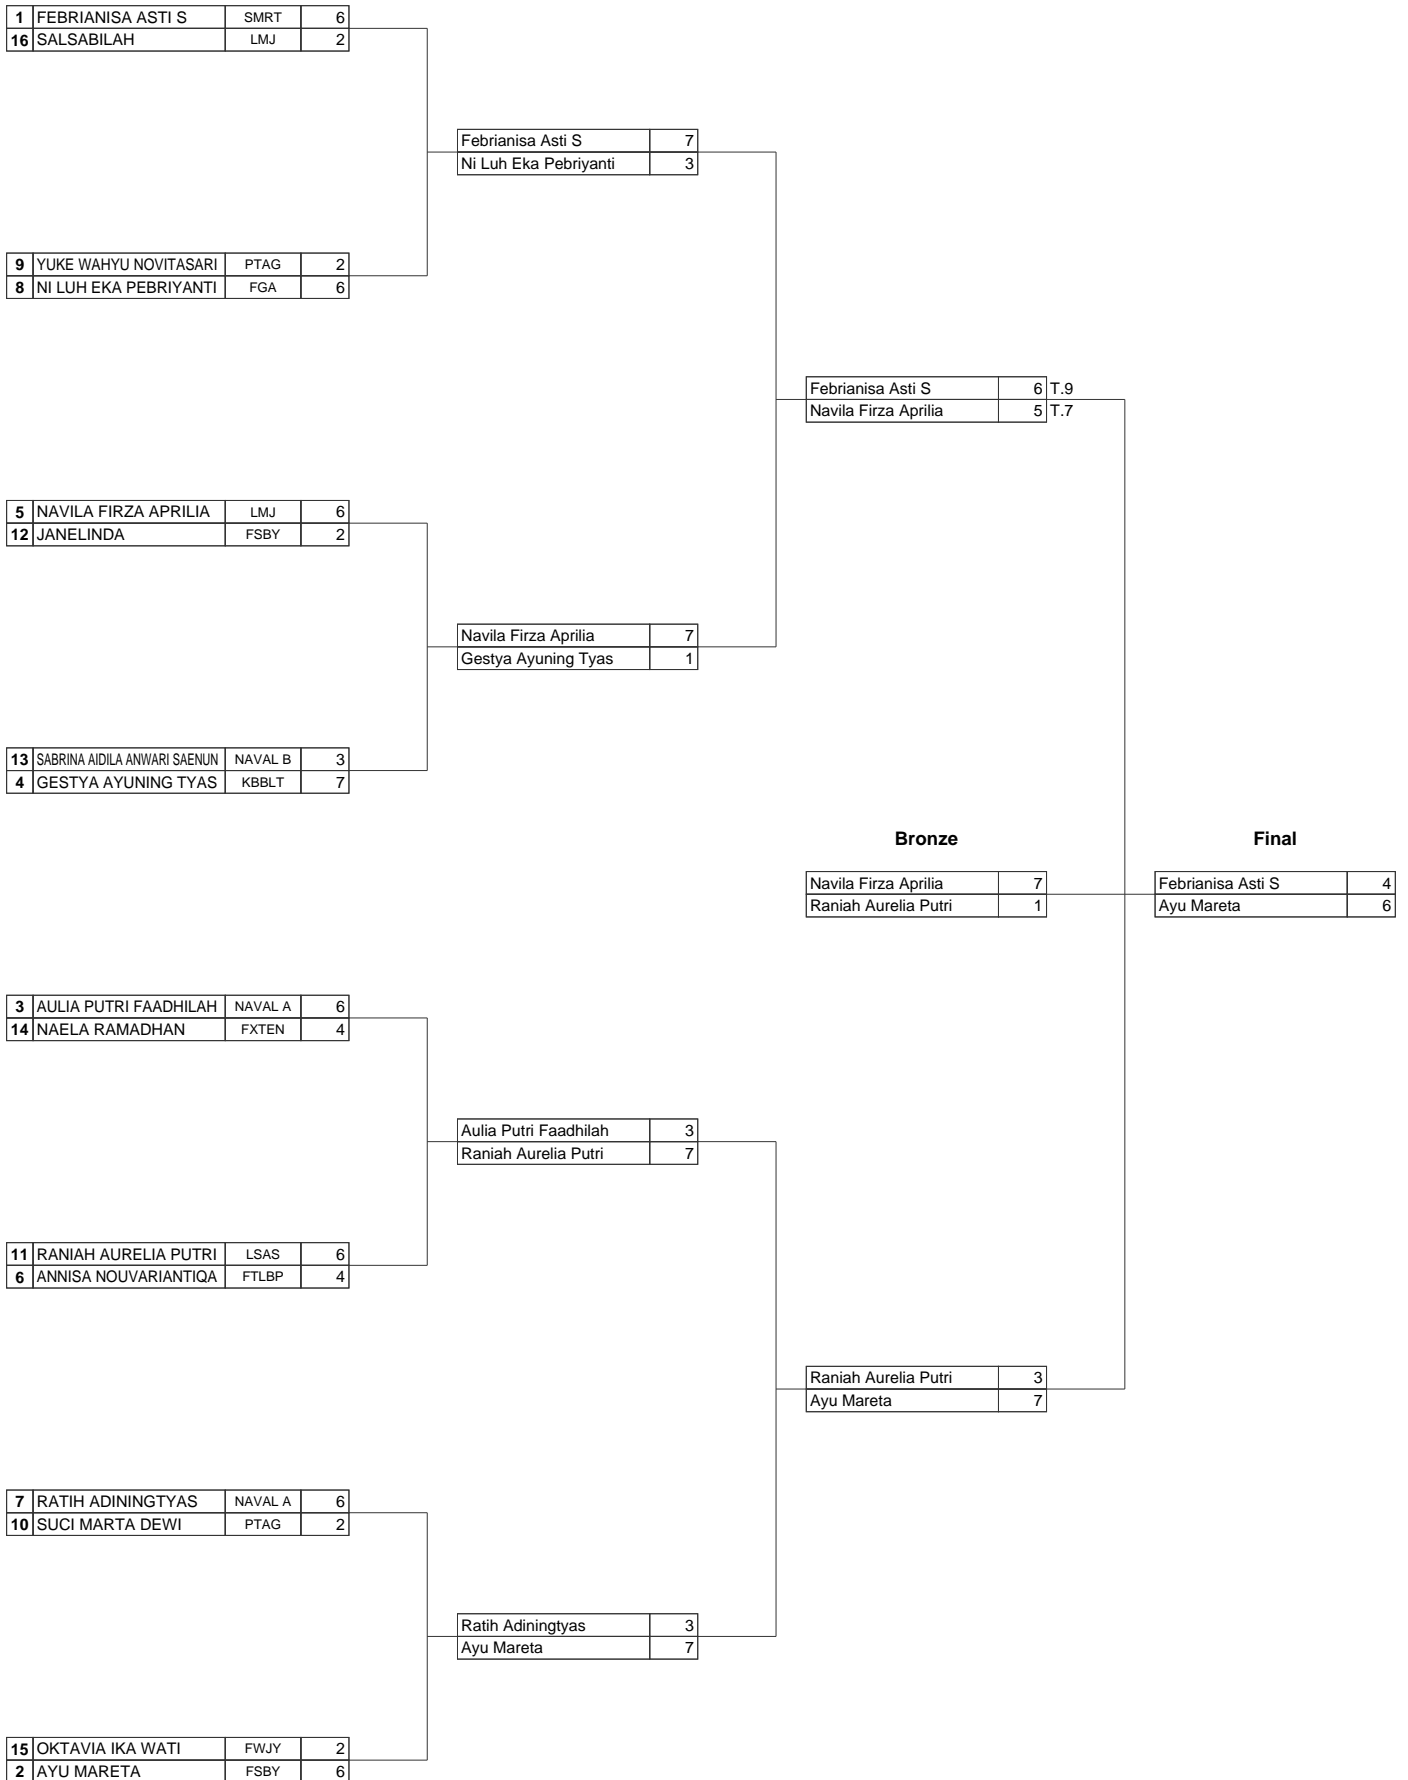 1 FEBRIANISA ASTI S SMRT 6
16 SALSABILAH LMJ 2
Febrianisa Asti S 7
Ni Luh Eka Pebriyanti 3
9 YUKE WAHYU NOVITASARI PTAG 2
8 NI LUH EKA PEBRIYANTI FGA 6
Febrianisa Asti S 6 T.9
Navila Firza Aprilia 5 T.7
5 NAVILA FIRZA APRILIA LMJ 6
12 JANELINDA FSBY 2
Navila Firza Aprilia 7
Gestya Ayuning Tyas 1
13 SABRINA AIDILA ANWARI SAENUN NAVAL B 3
4 GESTYA AYUNING TYAS KBBLT 7
Bronze Final
Navila Firza Aprilia 7 Febrianisa Asti S 4
Raniah Aurelia Putri 1 Ayu Mareta 6
3 AULIA PUTRI FAADHILAH NAVAL A 6
14 NAELA RAMADHAN FXTEN 4
Aulia Putri Faadhilah 3
Raniah Aurelia Putri 7
11 RANIAH AURELIA PUTRI LSAS 6
6 ANNISA NOUVARIANTIQA FTLBP 4
Raniah Aurelia Putri 3
Ayu Mareta 7
7 RATIH ADININGTYAS NAVAL A 6
10 SUCI MARTA DEWI PTAG 2
Ratih Adiningtyas 3
Ayu Mareta 7
15 OKTAVIA IKA WATI FWJY 2
2 AYU MARETA FSBY 6